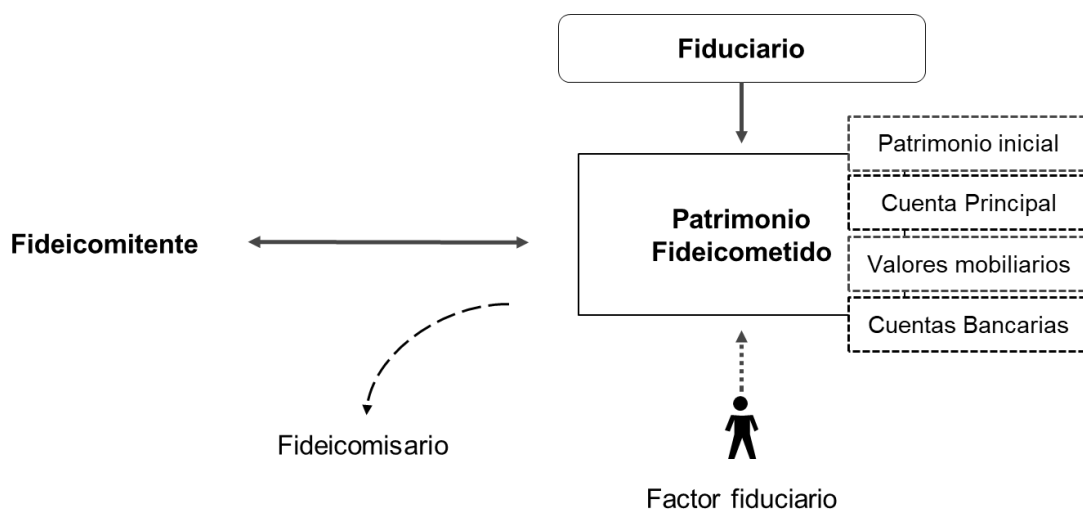 Fiduciario
Patrimonio inicial
Cuenta Principal
Patrimonio
Fideicometido
Fideicomitente
Valores mobiliarios
Cuentas Bancarias
Fideicomisario
Factor fiduciario